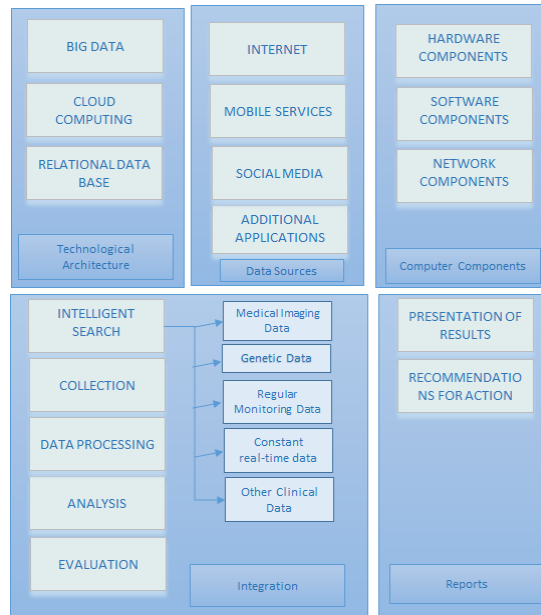 BIG DATA
CLOUD
COMPUTING
RELATIONAL DATA
BASE
Technological
Architecture
INTERNET
MOBILE SERVICES
SOCIAL MEDIA
ADDITIONAL
APPLICATIONS
Data Sources
HARDWARE
COMPONENTS
SOFTWARE
COMPONENTS
NETWORK
COMPONENTS
Computer Components
INTELLIGENT
SEARCH
COLLECTION
DATA PROCESSING
ANALYSIS
EVALUATION
Medical Imaging
Data
Genetic Data
Regular
Monitoring Data
Constant
real-time data
Other Clinical
Data
Integration
PRESENTATION OF
RESULTS
RECOMMENDATIO
NS FOR ACTION
Reports